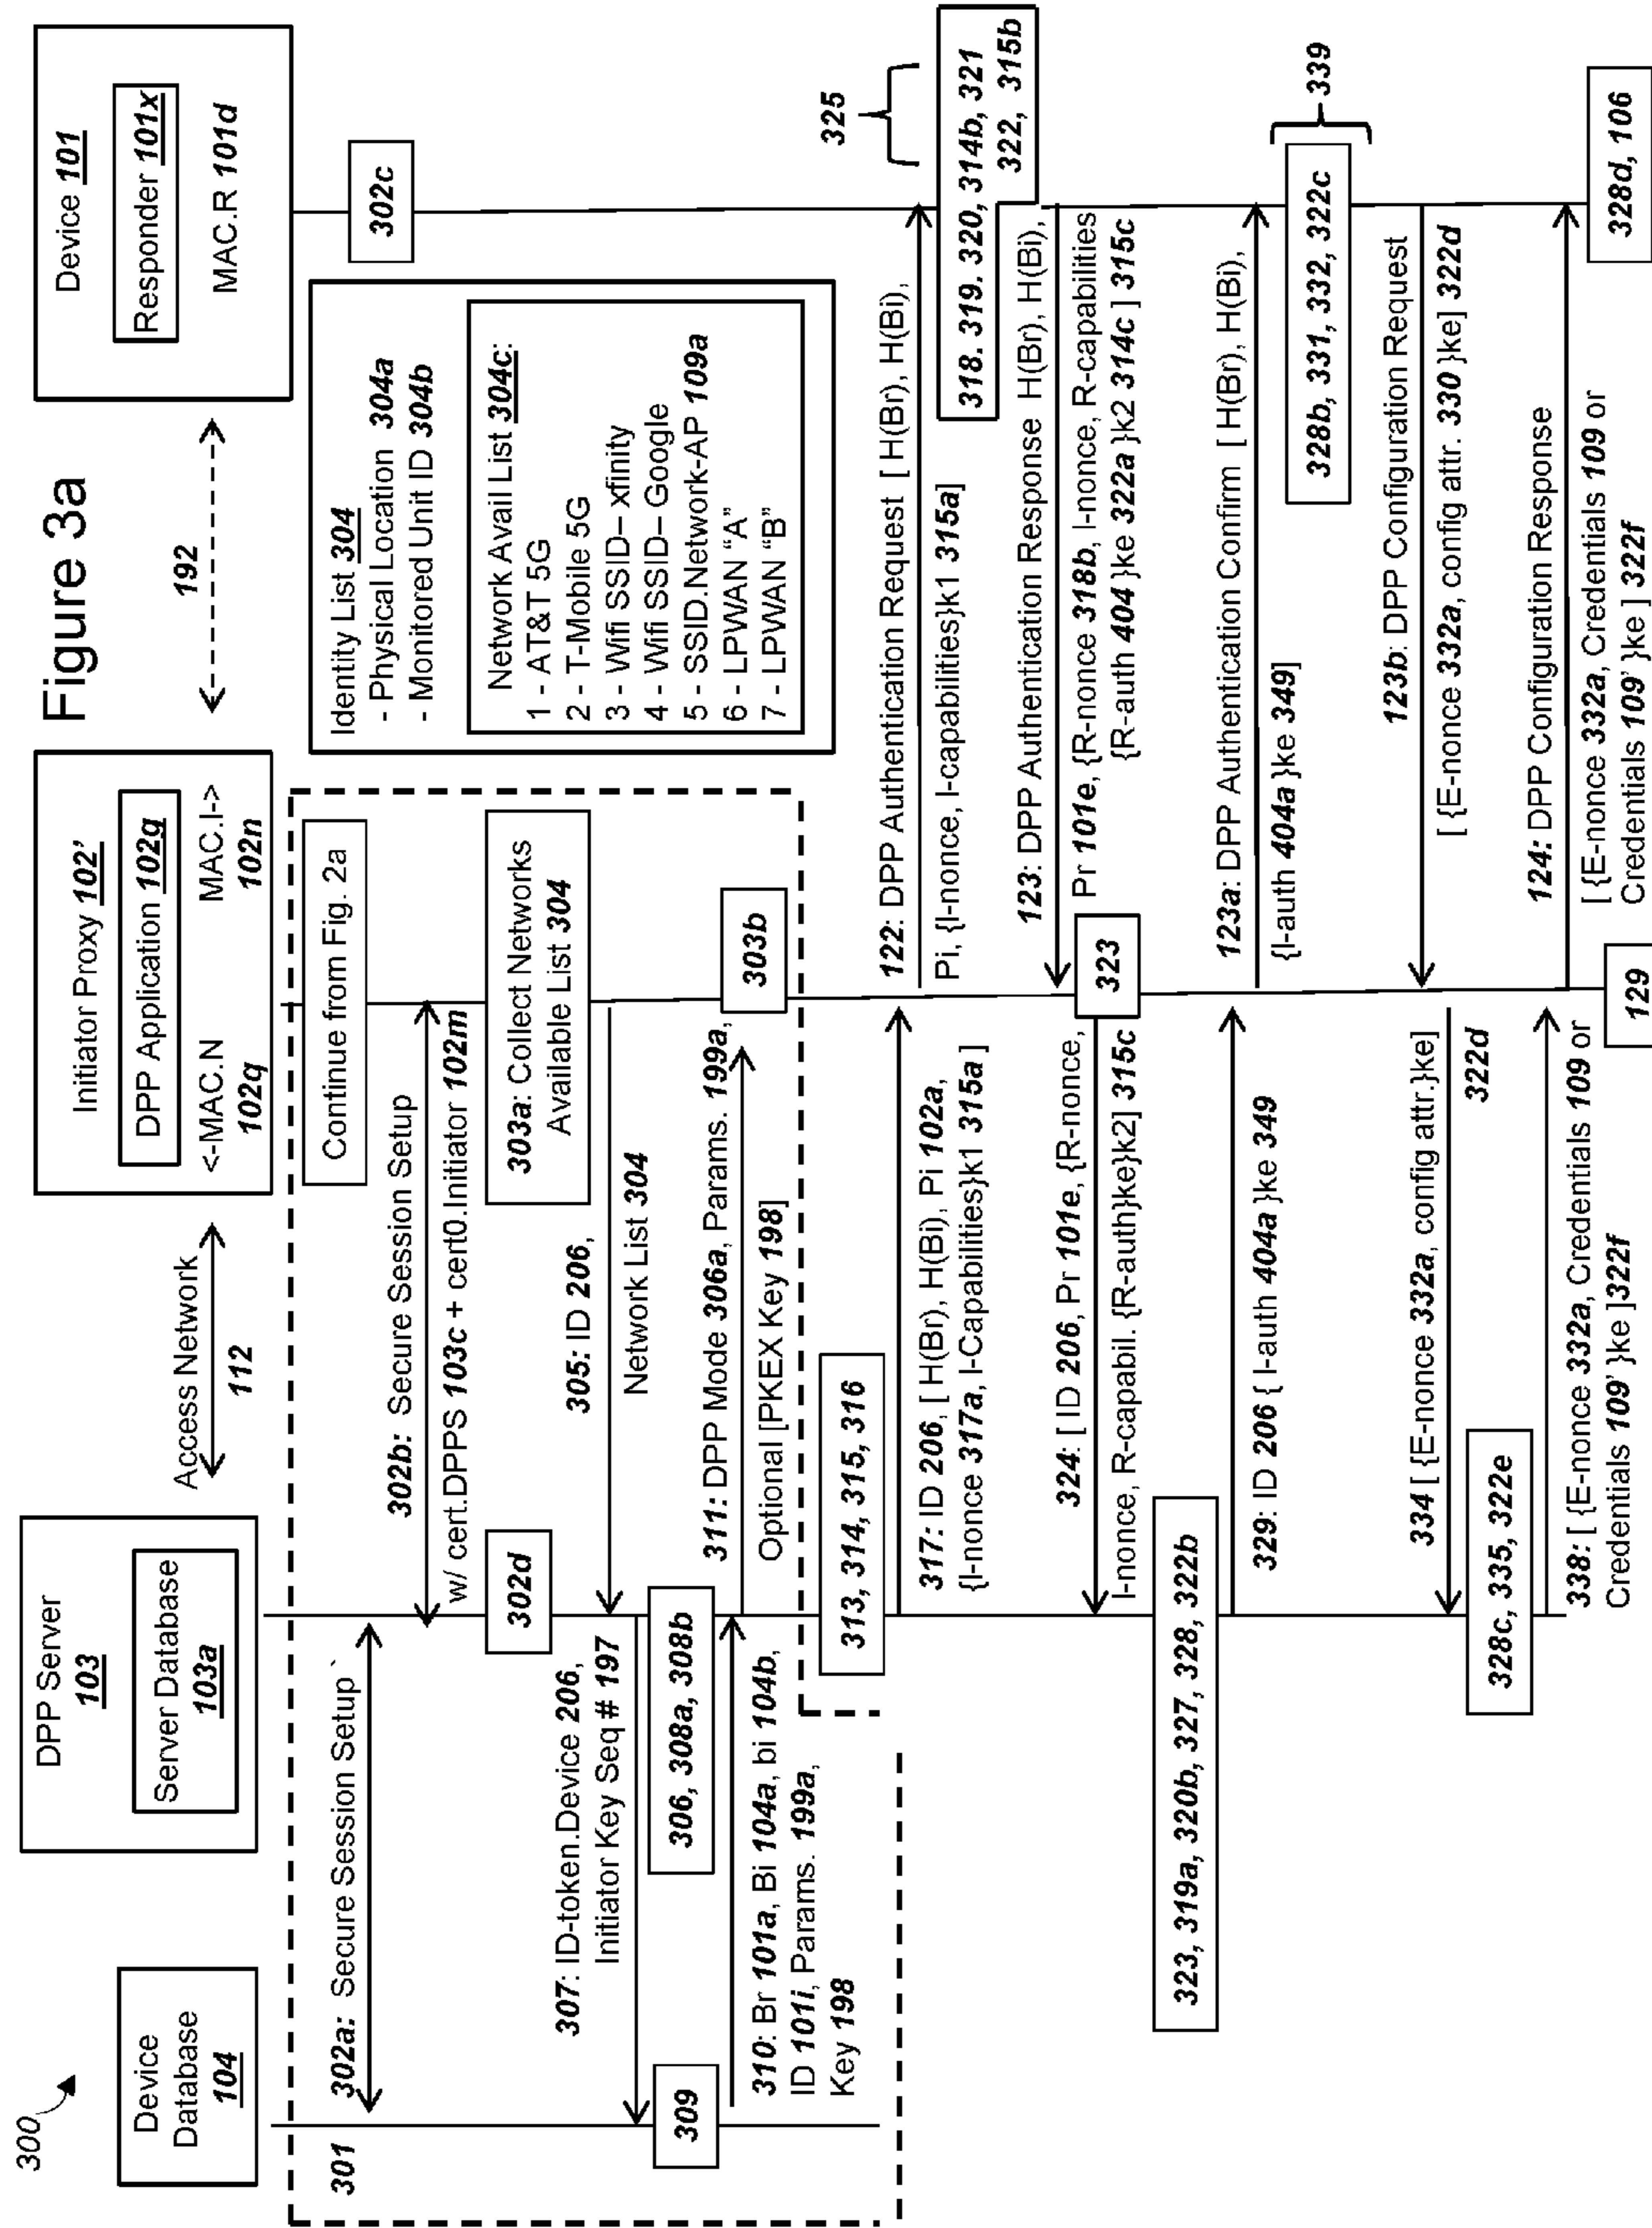 Figure 3a
300
Device
Database
104
DPP Server
103
Server Database
103a
Access Network
112
Initiator Proxy 102'
DPP Application 102g
<-MAC.N
102q
MAC.I->
102n
192
Device 101
Responder 101x
MAC.R 101d
301
302a: Secure Session Setup`
Continue from Fig. 2a
302c
302b: Secure Session Setup
w/ cert.DPPS 103c + cert0.Initiator 102m
Identity List 304
- Physical Location 304a
- Monitored Unit ID 304b
Network Avail List 304c:
1 - AT&T 5G
2 - T-Mobile 5G
3 - Wifi SSID– xfinity
4 – Wifi SSID– Google
5 - SSID.Network-AP 109a
6 - LPWAN “A”
7 - LPWAN “B”
302d
303a: Collect Networks
Available List 304
305: ID 206,
Network List 304
307: ID-token.Device 206,
Initiator Key Seq # 197
309
306, 308a, 308b
310: Br 101a, Bi 104a, bi 104b,
ID 101i, Params. 199a,
Key 198
311: DPP Mode 306a, Params. 199a,
Optional [PKEX Key 198]
303b
313, 314, 315, 316
317: ID 206, [ H(Br), H(Bi), Pi 102a,
{I-nonce 317a, I-Capabilities}k1 315a ]
122: DPP Authentication Request [ H(Br), H(Bi),
Pi, {I-nonce, I-capabilities}k1 315a]
325
318. 319. 320, 314b, 321
322, 315b
123: DPP Authentication Response H(Br), H(Bi),
Pr 101e, {R-nonce 318b, I-nonce, R-capabilities
{R-auth 404 }ke 322a }k2 314c ] 315c
323
324: [ ID 206, Pr 101e, {R-nonce,
I-nonce, R-capabil. {R-auth}ke}k2] 315c
323, 319a, 320b, 327, 328, 322b
329: ID 206 { I-auth 404a }ke 349
123a: DPP Authentication Confirm [ H(Br), H(Bi),
{I-auth 404a }ke 349]
328b, 331, 332, 322c
339
123b: DPP Configuration Request
[ {E-nonce 332a, config attr. 330 }ke] 322d
334 [ {E-nonce 332a, config attr.}ke]
322d
328c, 335, 322e
338: [ {E-nonce 332a, Credentials 109 or
Credentials 109' }ke ]322f
124: DPP Configuration Response
[ {E-nonce 332a, Credentials 109 or
Credentials 109' }ke ] 322f
129
328d, 106